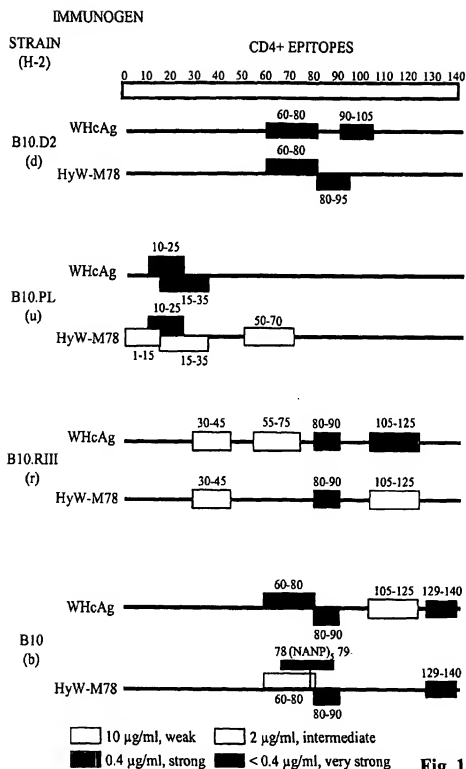 IMMUNOGEN
STRAIN
(H-2)
CD4+ EPITOPES
0 10 20 30 40 50 60 70 80 90 100 110 120 130 140
B10.D2
(d)
WHcAg
60-80
90-105
HyW-M78
60-80
80-95
B10.PL
(u)
WHcAg
10-25
15-35
HyW-M78
10-25
50-70
1-15
15-35
B10.RIII
(r)
WHcAg
30-45
55-75
80-90
105-125
HyW-M78
30-45
80-90
105-125
B10
(b)
WHcAg
60-80
105-125
129-140
80-90
78 (NANP)5 79
HyW-M78
129-140
60-80
80-90
10 µg/ml, weak
2 µg/ml, intermediate
0.4 µg/ml, strong
< 0.4 µg/ml, very strong
Fig. 1